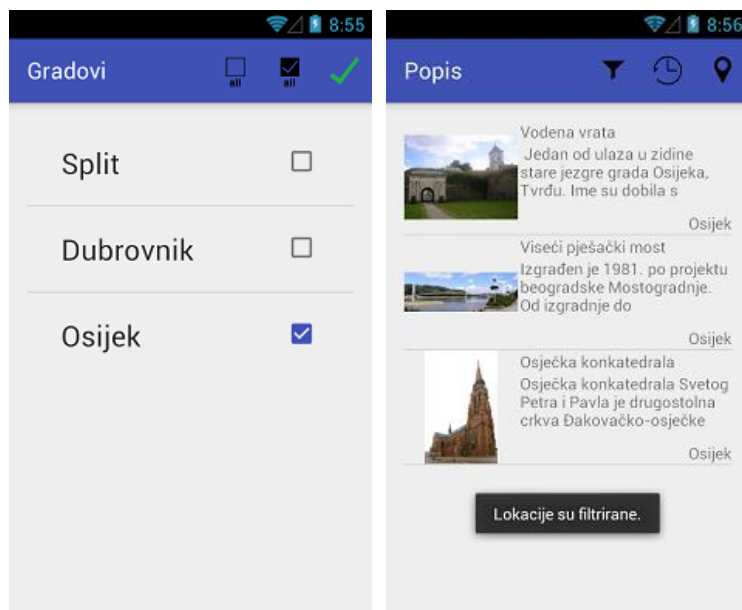 8:55
Gradovi
all
all
Split
Dubrovnik
Osijek
8:56
Popis
Vodena vrata
Jedan od ulaza u zidine
stare jezgre grada Osijeka,
Tvrđu. Ime su dobila s
Osijek
Viseći pješački most
Izgrađen je 1981. po projektu
beogradske Mostogradnje.
Od izgradnje do
Osijek
Osječka konkatedrala
Osječka konkatedrala Svetog
Petra i Pavla je drugostolna
crkva Đakovačko-osječke
Osijek
Lokacije su filtrirane.